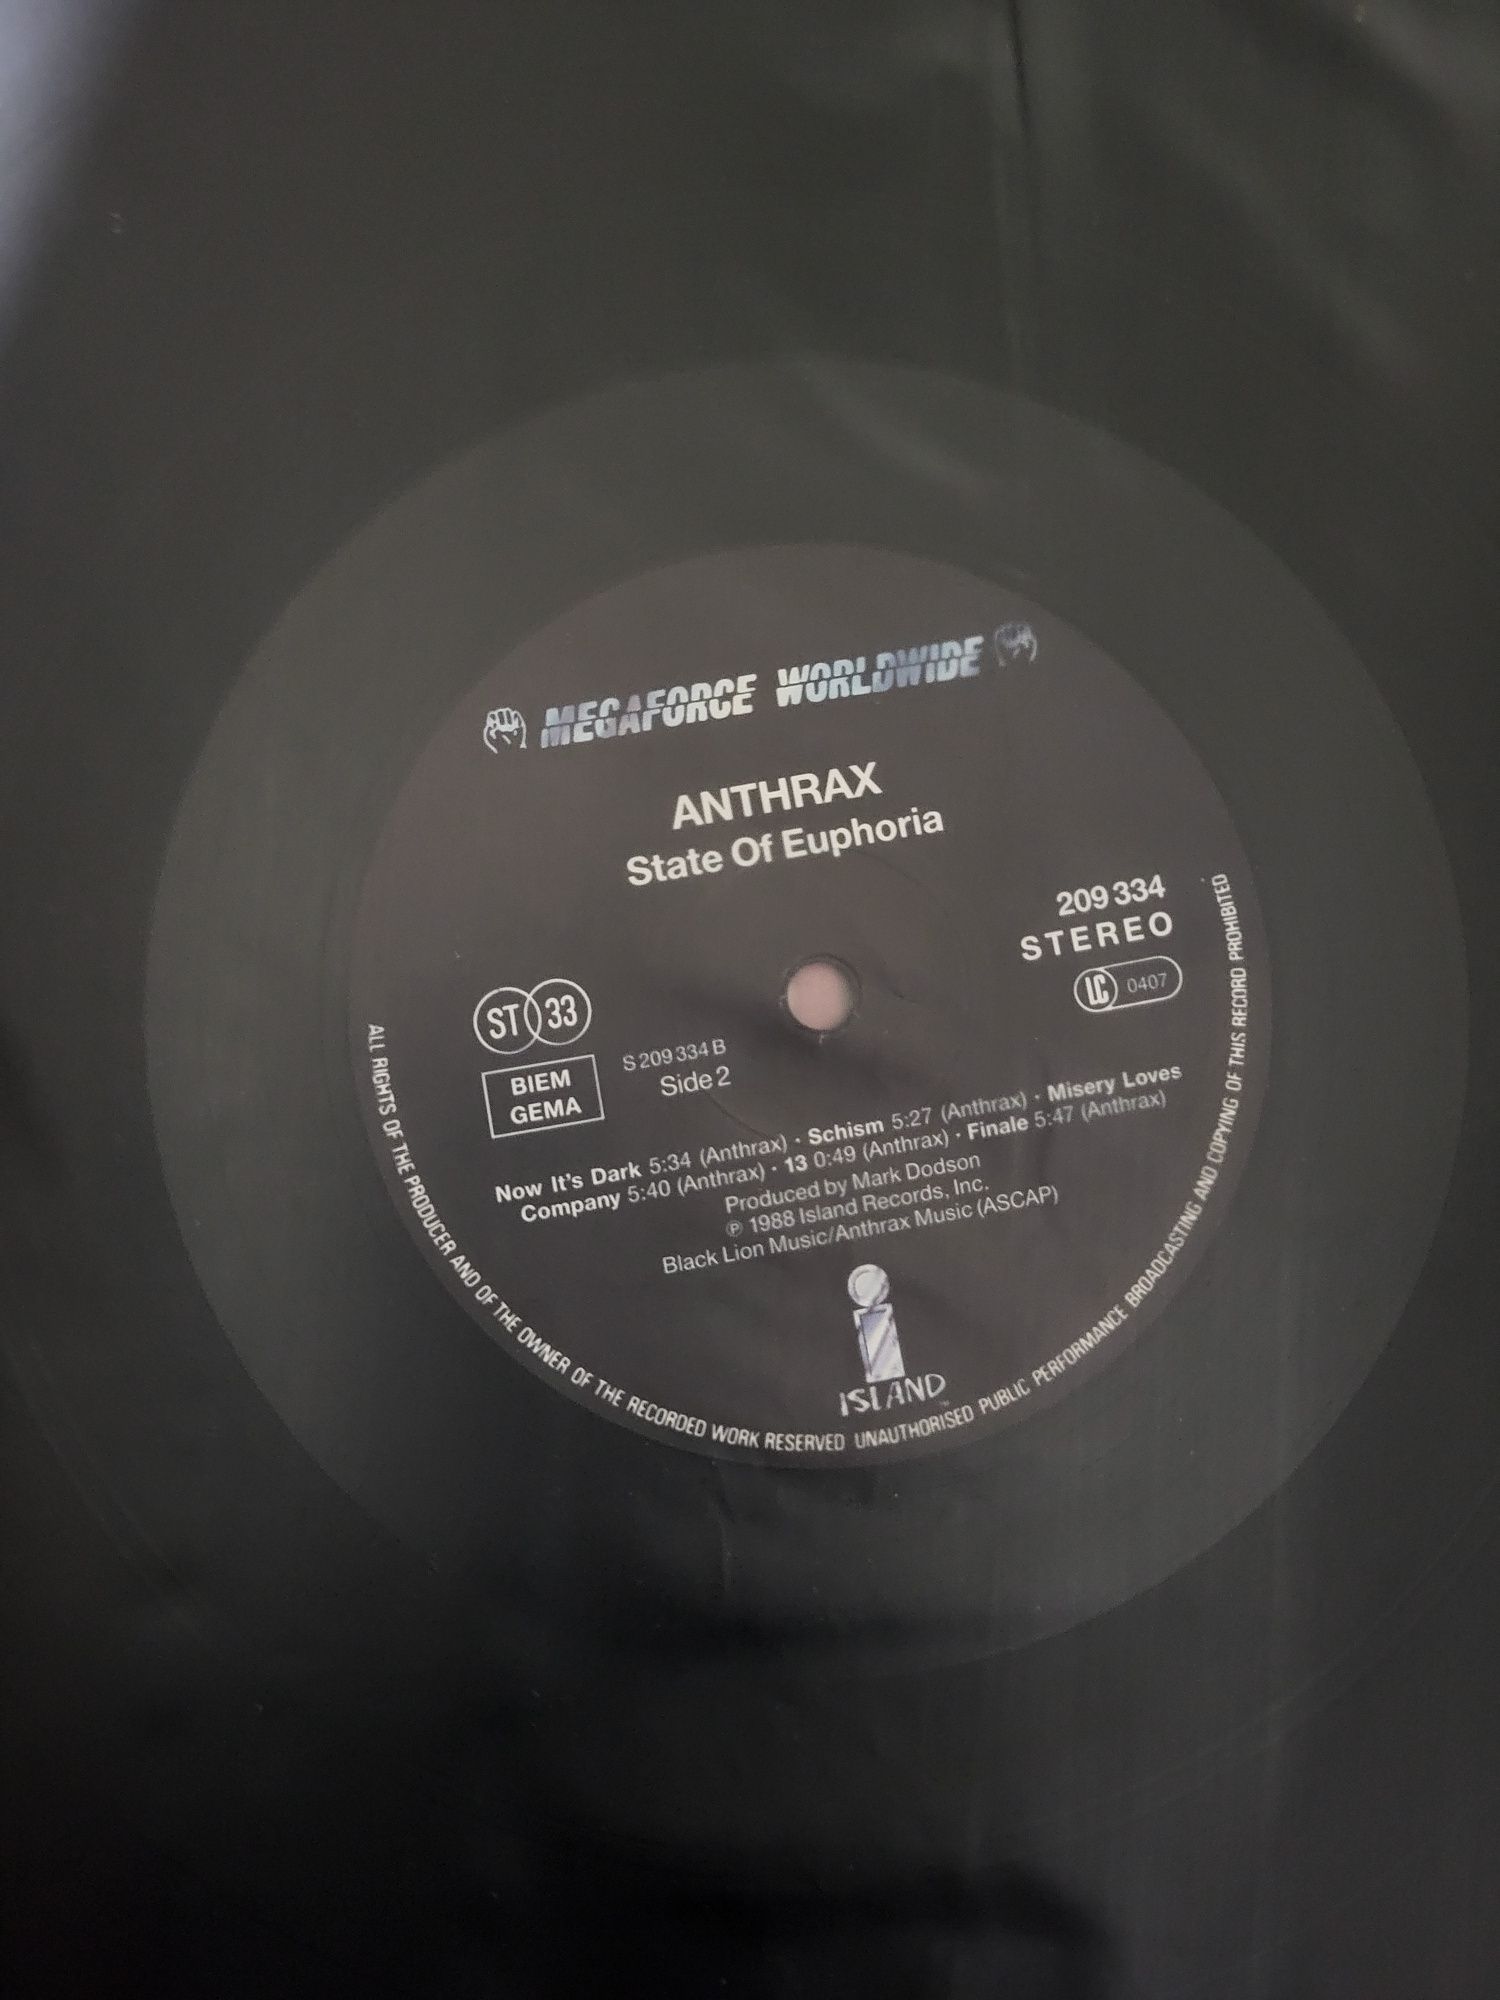 MEGAFORCE WORLDWIDE
ANTHRAX
State Of Euphoria
209 334
STEREO
LC 0407
ST 33
BIEM
GEMA
S 209 334 B
Side 2
Now It's Dark 5:34 (Anthrax) · Schism 5:27 (Anthrax) · Misery Loves
Company 5:40 (Anthrax) · 13 0:49 (Anthrax) · Finale 5:47 (Anthrax)
Produced by Mark Dodson
℗ 1988 Island Records, Inc.
Black Lion Music/Anthrax Music (ASCAP)
ISLAND
ALL RIGHTS OF THE PRODUCER AND OF THE OWNER OF THE RECORDED WORK RESERVED UNAUTHORISED PUBLIC PERFORMANCE BROADCASTING AND COPYING OF THIS RECORD PROHIBITED